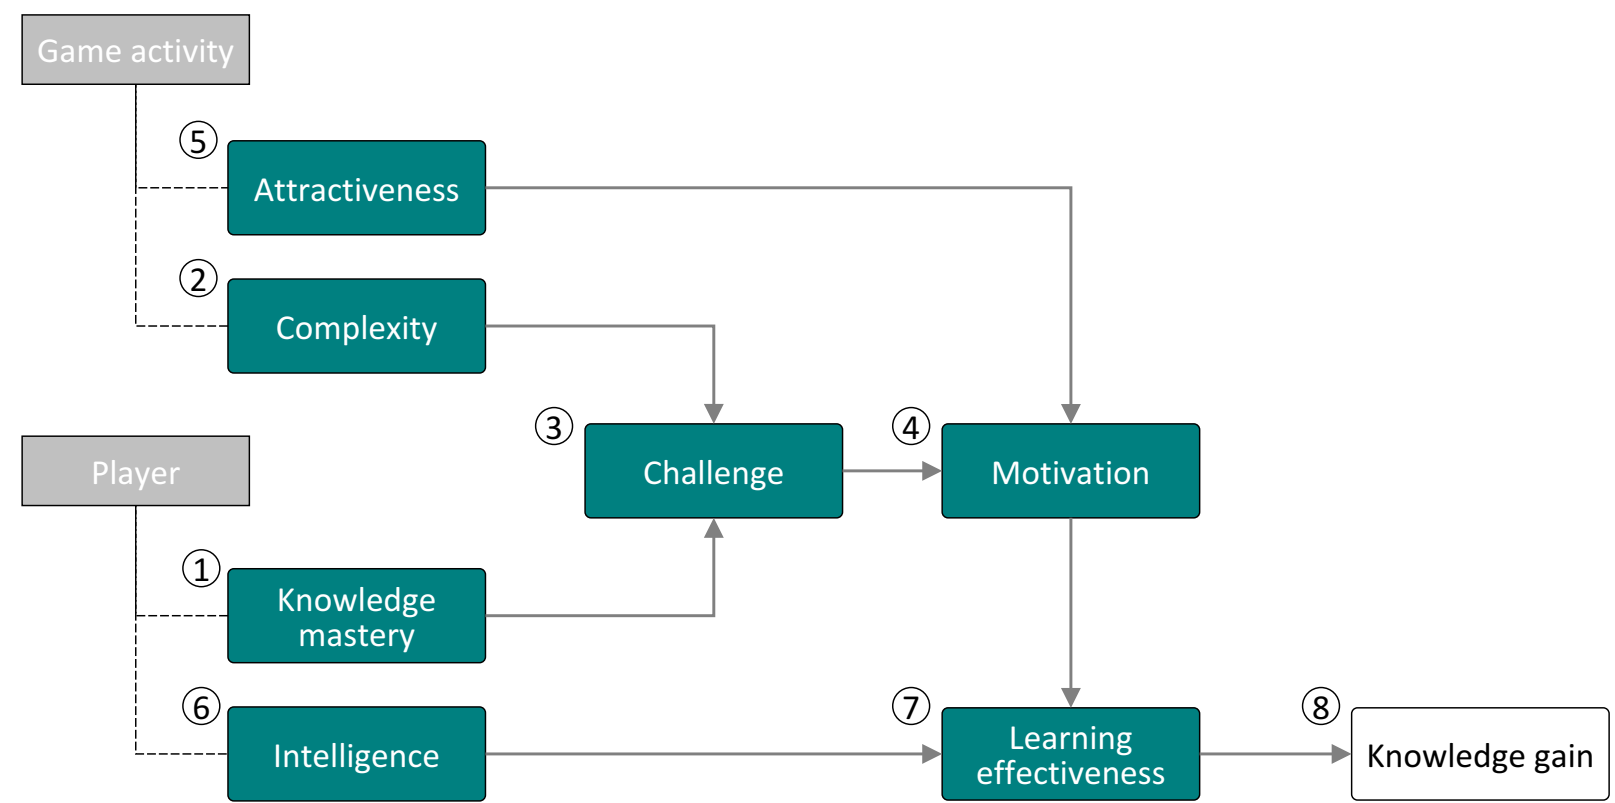 Game activity
⑤
Attractiveness
②
Complexity
③
④
Challenge
Motivation
Player
①
Knowledge
mastery
⑥
⑦
⑧
Intelligence
Learning
effectiveness
Knowledge gain